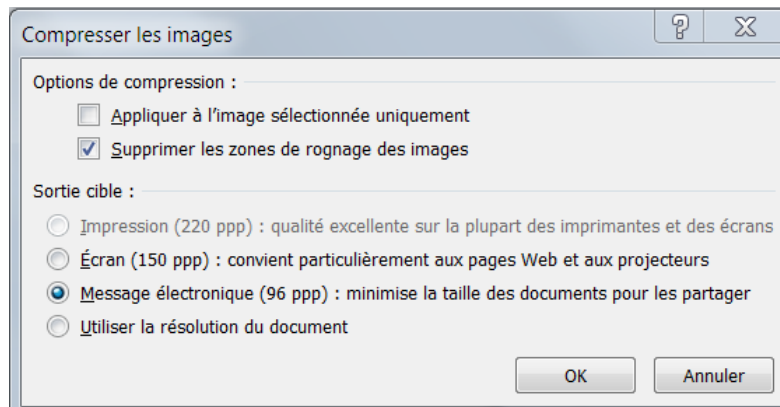 Compresser les images
Options de compression :
Appliquer à l'image sélectionnée uniquement
Supprimer les zones de rognage des images
Sortie cible :
Impression (220 ppp) : qualité excellente sur la plupart des imprimantes et des écrans
Écran (150 ppp) : convient particulièrement aux pages Web et aux projecteurs
Message électronique (96 ppp) : minimise la taille des documents pour les partager
Utiliser la résolution du document
OK Annuler